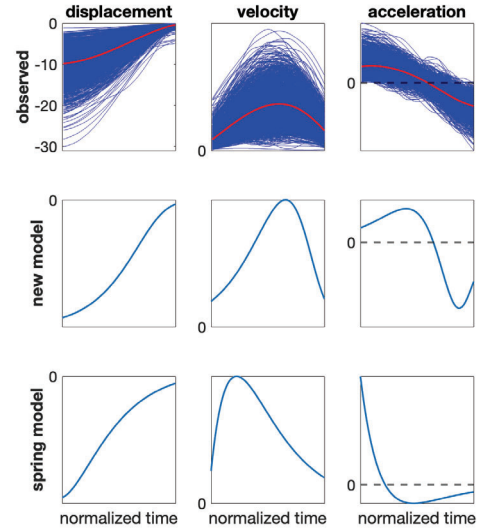 displacement velocity acceleration
observed
0
-10
-20
-30
0
0
new model
0
0
0
spring model
0
0
0
normalized time normalized time normalized time